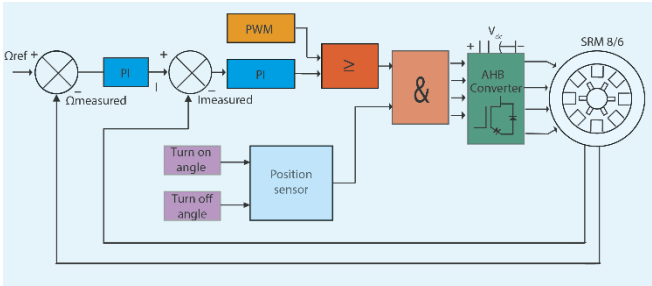 PWM
SRM 8/6
V dc
+ −
Ωref + 
PI
+
PI
≥
&
AHB
Converter
− Ωmeasured
I
− Imeasured
Turn on
angle
Position
sensor
Turn off
angle